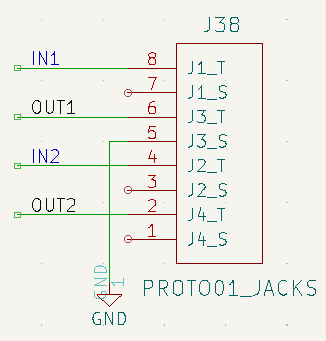 J38
IN1 8 J1_T
7 J1_S
OUT1 6 J3_T
5 J3_S
IN2 4 J2_T
3 J2_S
OUT2 2 J4_T
1 J4_S
GND 1
PROTO01_JACKS
GND